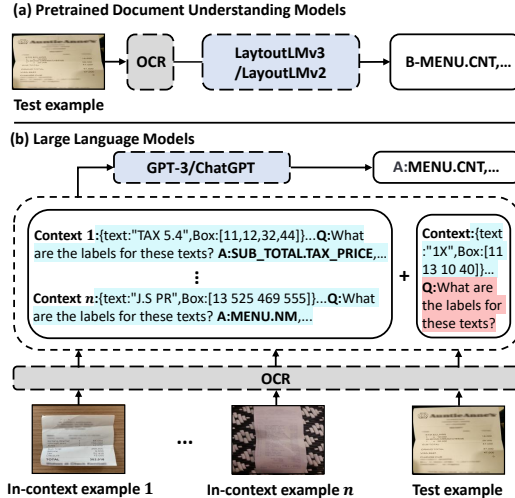 (a) Pretrained Document Understanding Models
OCR
LaytoutLMv3
/LayoutLMv2
B-MENU.CNT,...
Test example
(b) Large Language Models
GPT-3/ChatGPT
A:MENU.CNT,...
Context 1:{text:"TAX 5.4",Box:[11,12,32,44]}...Q:What
are the labels for these texts? A:SUB_TOTAL.TAX_PRICE,...
⋮
Context n:{text:"J.S PR",Box:[13 525 469 555]}...Q:What
are the labels for these texts? A:MENU.NM,...
+
Context:{text
:"1X",Box:[11
13 10 40]}...
Q:What are
the labels for
these texts?
OCR
...
In-context example 1
In-context example n
Test example